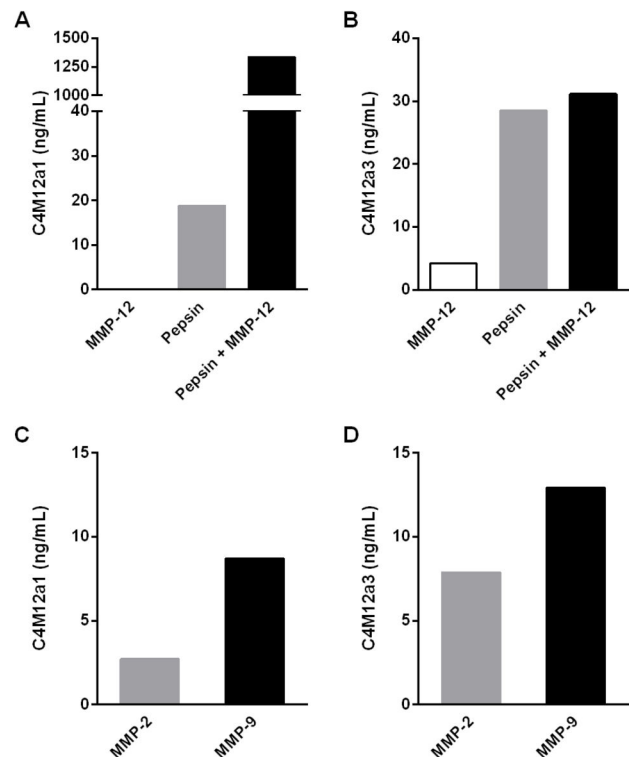 A
C4M12a1 (ng/mL)
1500
1250
1000
40
30
20
10
0
MMP-12
Pepsin
Pepsin + MMP-12
B
C4M12a3 (ng/mL)
40
30
20
10
0
MMP-12
Pepsin
Pepsin + MMP-12
C
C4M12a1 (ng/mL)
15
10
5
0
MMP-2
MMP-9
D
C4M12a3 (ng/mL)
15
10
5
0
MMP-2
MMP-9